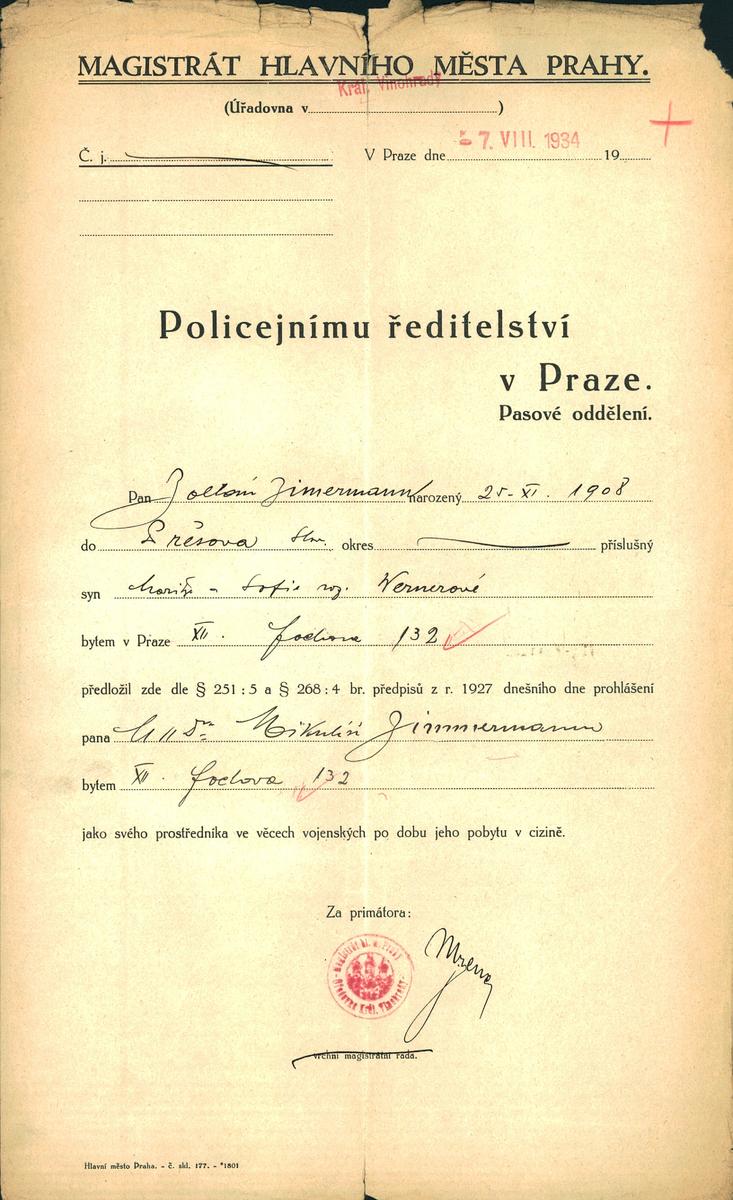 MAGISTRÁT HLAVNÍHO MĚSTA PRAHY.
Král. Vinohrady
(Úřadovna v )
Č. j. V Praze dne 7. VIII. 1934 19
Policejnímu ředitelství
v Praze.
Pasové oddělení.
Pan Zoltán Zimermann narozený 25-XI. 1908
do Prešova Slov. okres příslušný
syn Morice a Sofie roz. Wernerové
bytem v Praze XII. Fochova 132
předložil zde dle § 251 : 5 a § 268 : 4 br. předpisů z r. 1927 dnešního dne prohlášení
pana MUDr Mikuláš Zimmermann
bytem XII. Fochova 132
jako svého prostředníka ve věcech vojenských po dobu jeho pobytu v cizině.
Za primátora:
vrchní magistrátní rada.
Hlavní město Praha. - č. skl. 177. - *1801